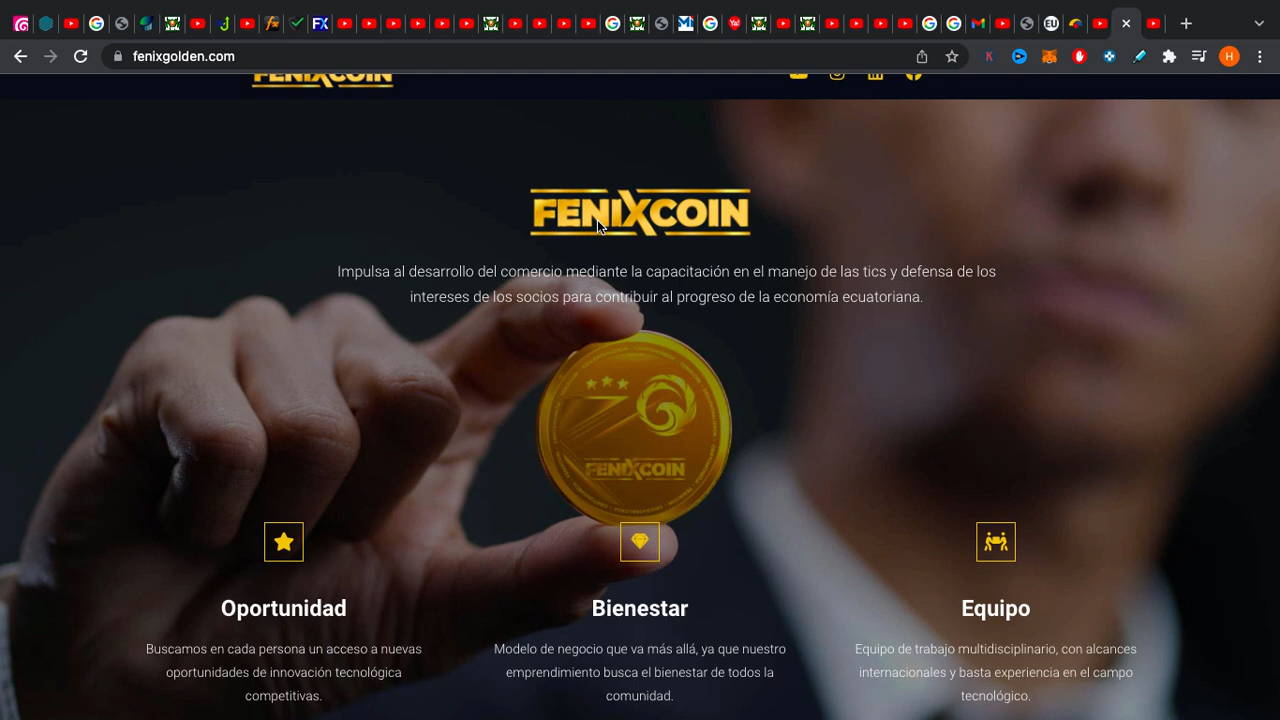 fenixgolden.com
H
FENIXCOIN
FENIXCOIN
Impulsa al desarrollo del comercio mediante la capacitación en el manejo de las tics y defensa de los
intereses de los socios para contribuir al progreso de la economía ecuatoriana.
FENIXCOIN
Oportunidad
Bienestar
Equipo
Buscamos en cada persona un acceso a nuevas
oportunidades de innovación tecnológica
competitivas.
Modelo de negocio que va más allá, ya que nuestro
emprendimiento busca el bienestar de todos la
comunidad.
Equipo de trabajo multidisciplinario, con alcances
internacionales y basta experiencia en el campo
tecnológico.